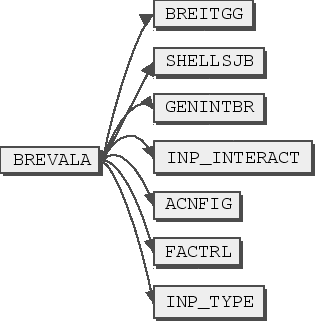 BREITGG
SHELLSJB
GENINTBR
BREVALA
INP_INTERACT
ACNFIG
FACTRL
INP_TYPE